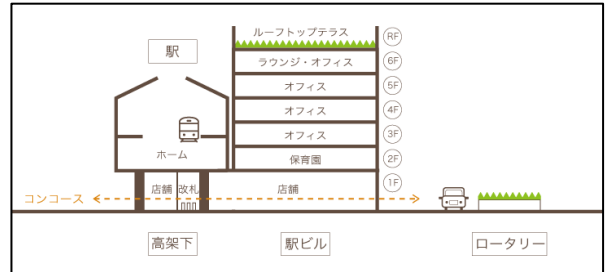 ルーフトップテラス
RF
駅
ラウンジ・オフィス
6F
オフィス
5F
オフィス
4F
オフィス
3F
ホーム
保育園
2F
店舗 改札
店舗
1F
コンコース
高架下
駅ビル
ロータリー